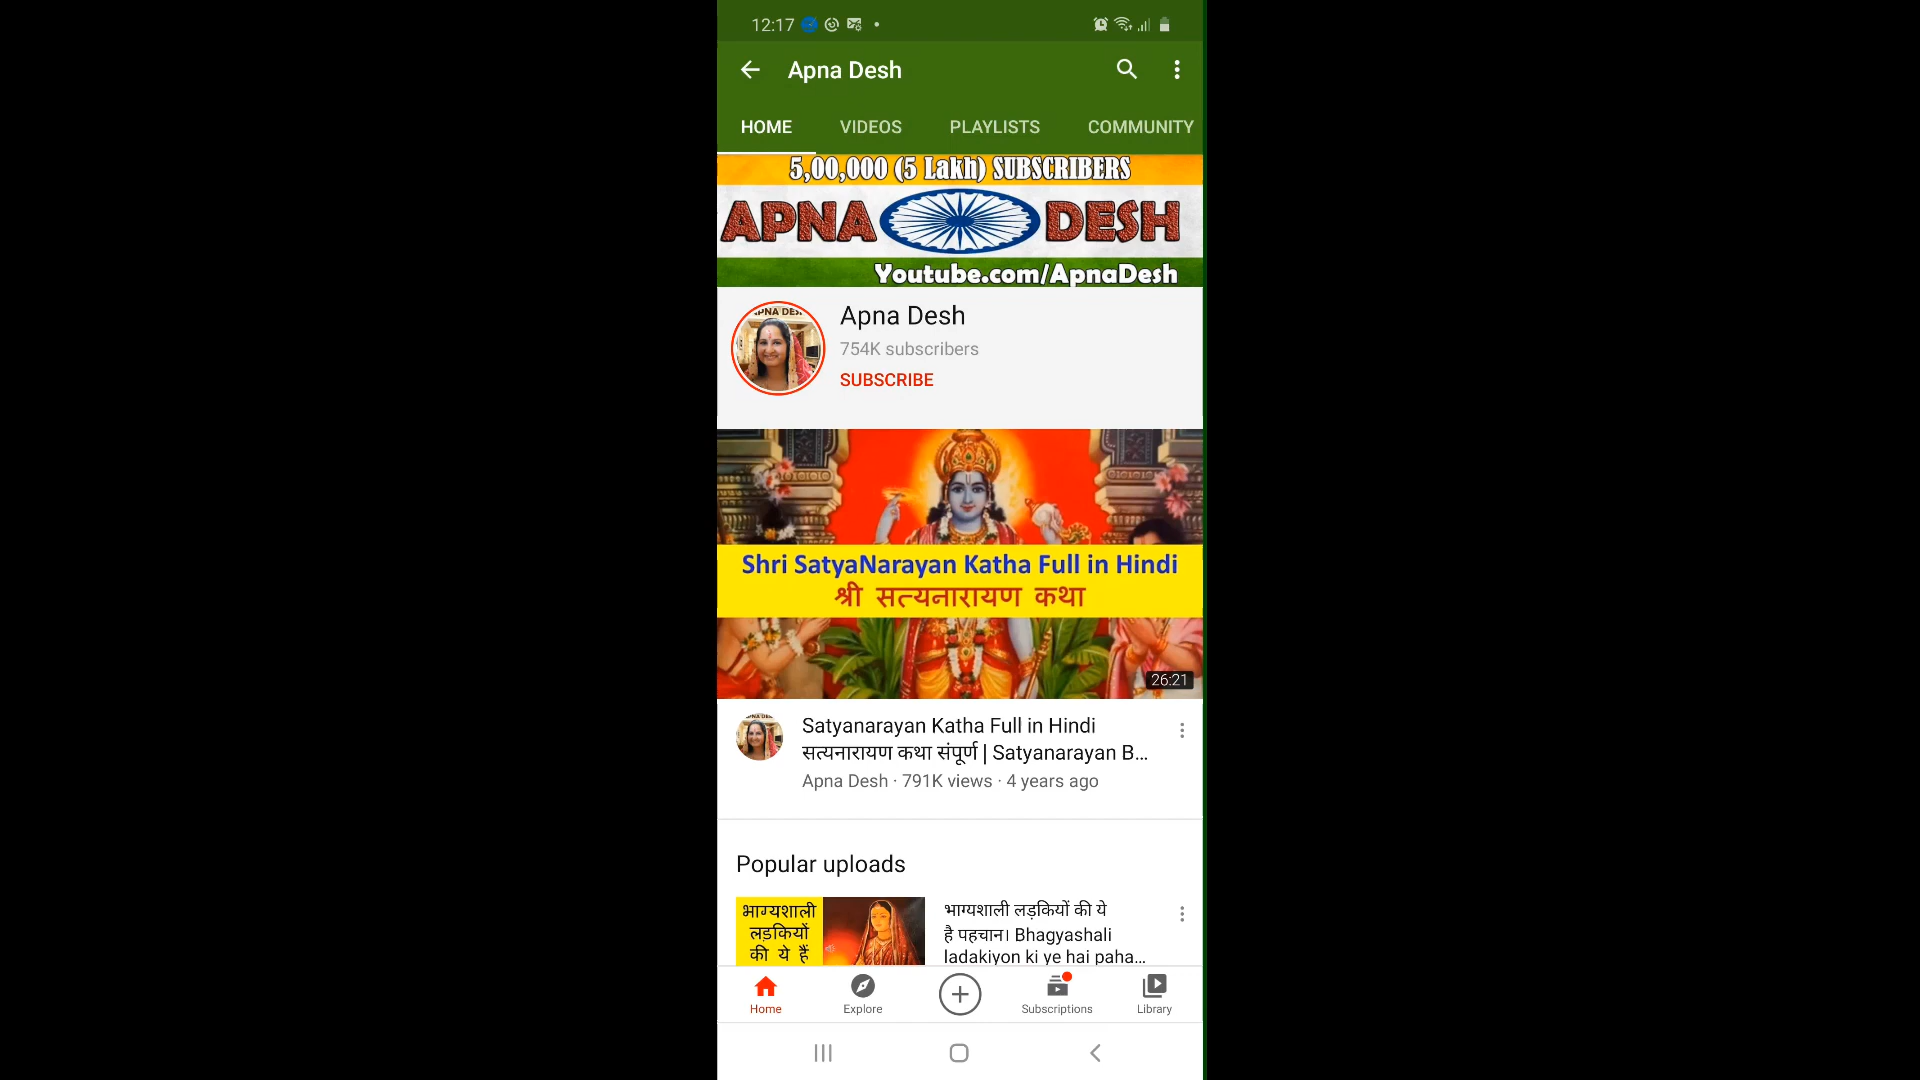 12:17
Apna Desh
HOME VIDEOS PLAYLISTS COMMUNITY
5,00,000 (5 Lakh) SUBSCRIBERS
APNA DESH
Youtube.com/ApnaDesh
Apna Desh
754K subscribers
SUBSCRIBE
Shri SatyaNarayan Katha Full in Hindi
श्री सत्यनारायण कथा
26:21
Satyanarayan Katha Full in Hindi
सत्यनारायण कथा संपूर्ण | Satyanarayan B...
Apna Desh · 791K views · 4 years ago
Popular uploads
भाग्यशाली
लड़कियों
की ये हैं
भाग्यशाली लड़कियों की ये
है पहचान। Bhagyashali
ladakiyon ki ye hai paha...
Home Explore Subscriptions Library